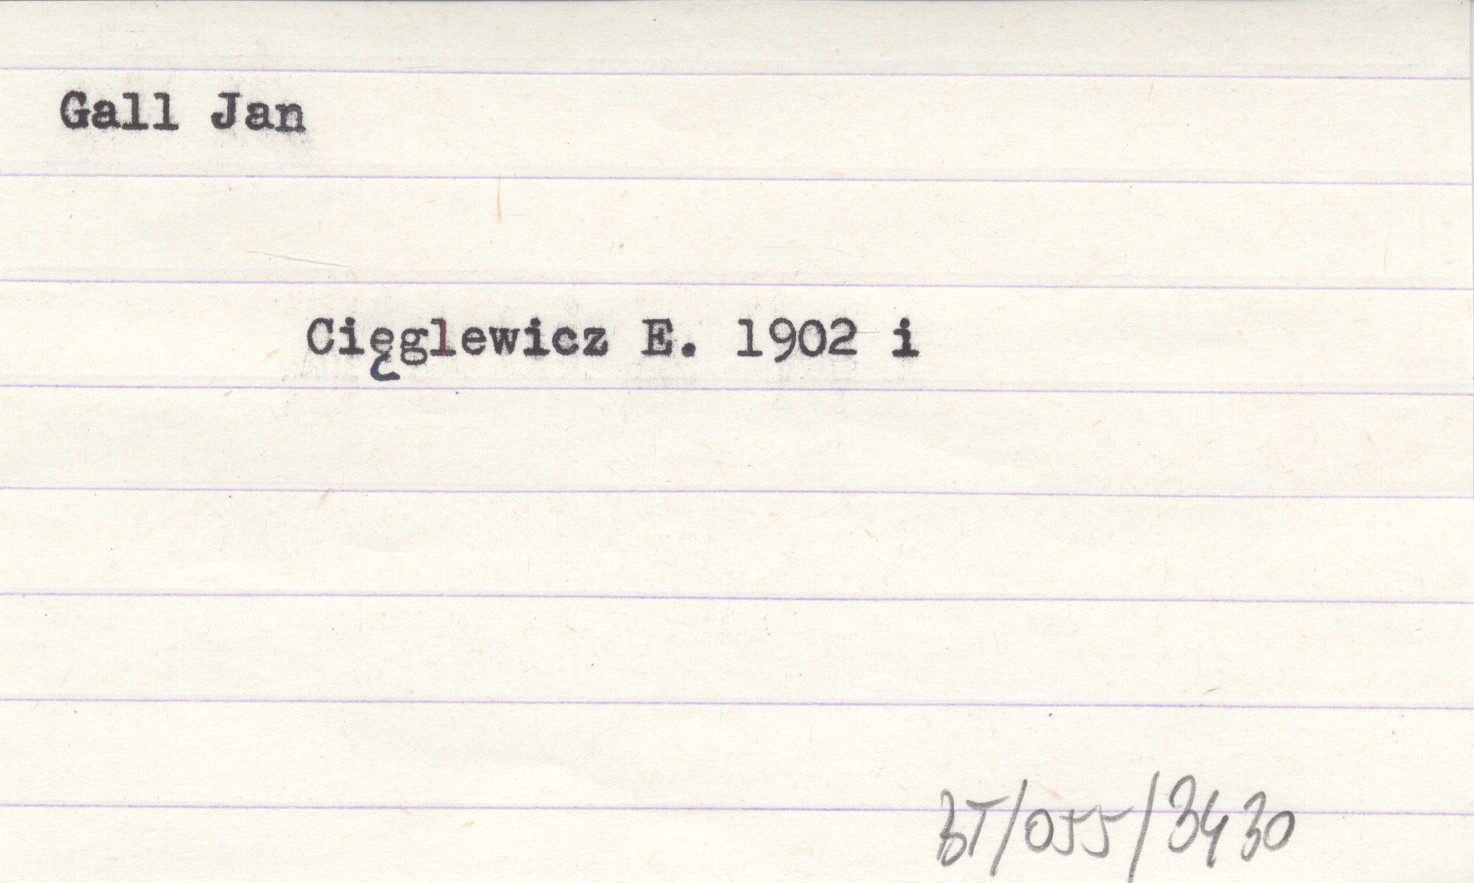 Gall Jan
Cięglewicz E. 1902 i
BT/055/3430